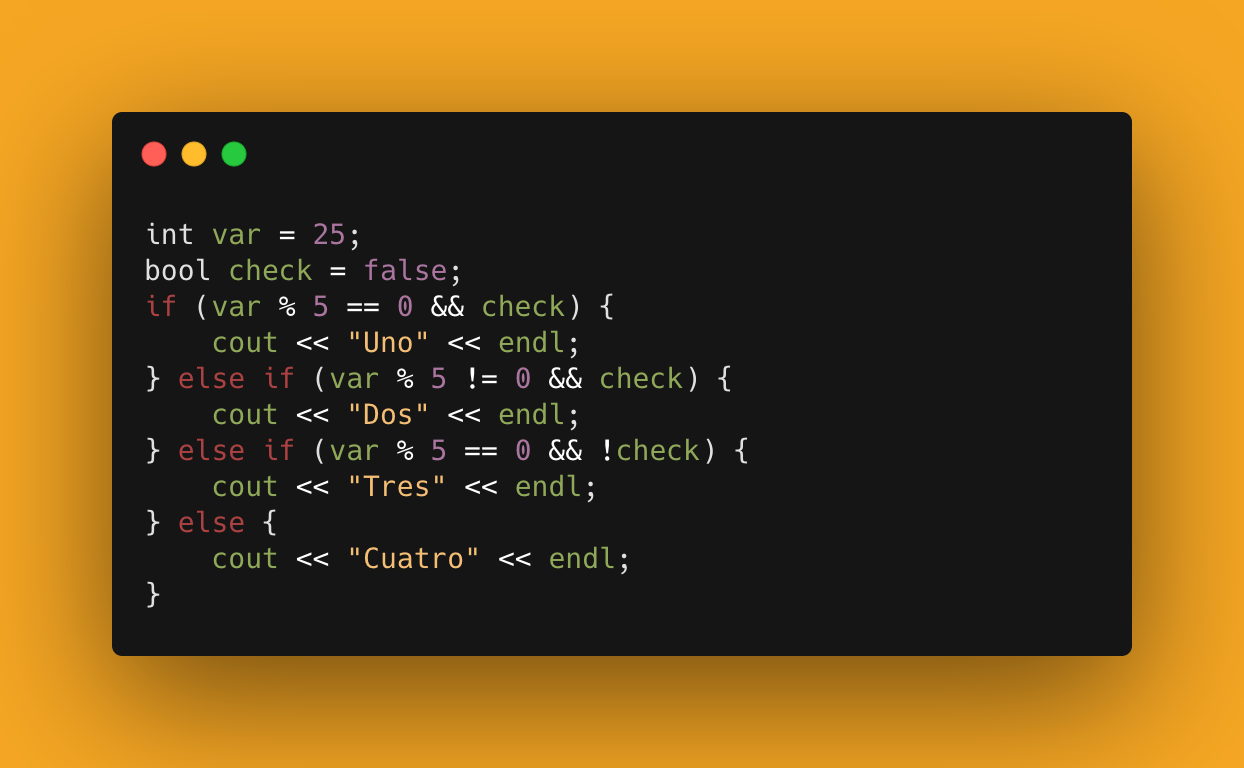 int var = 25;
bool check = false;
if (var % 5 == 0 && check) {
    cout << "Uno" << endl;
} else if (var % 5 != 0 && check) {
    cout << "Dos" << endl;
} else if (var % 5 == 0 && !check) {
    cout << "Tres" << endl;
} else {
    cout << "Cuatro" << endl;
}